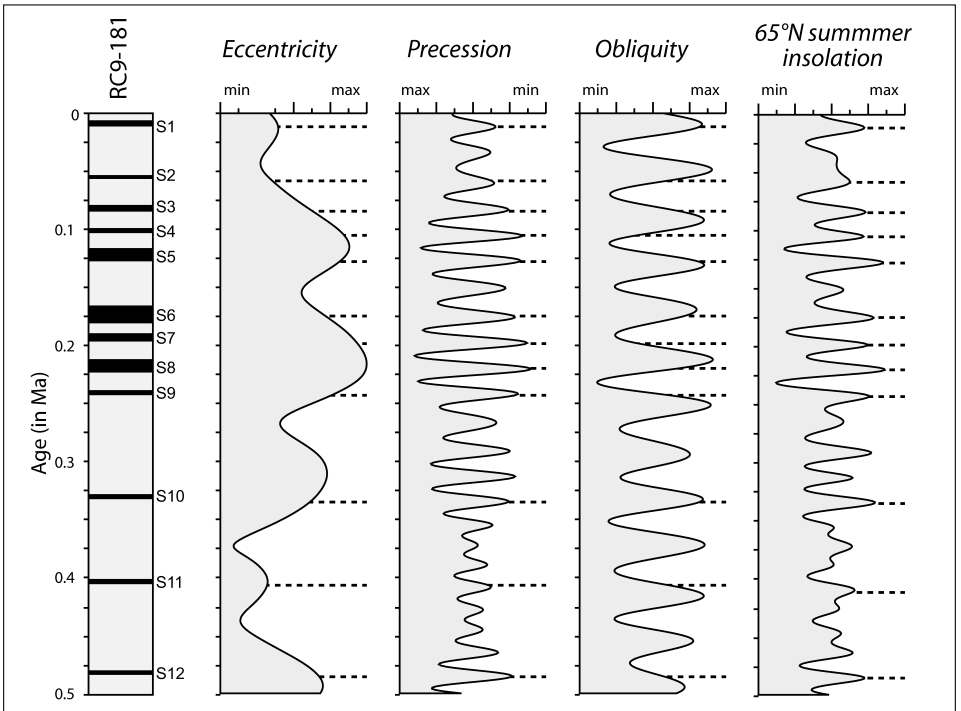 RC9-181
Eccentricity
Precession
Obliquity
65°N summmer
insolation
min max
max min
min max
min max
Age (in Ma)
0
0.1
0.2
0.3
0.4
0.5
S1
S2
S3
S4
S5
S6
S7
S8
S9
S10
S11
S12